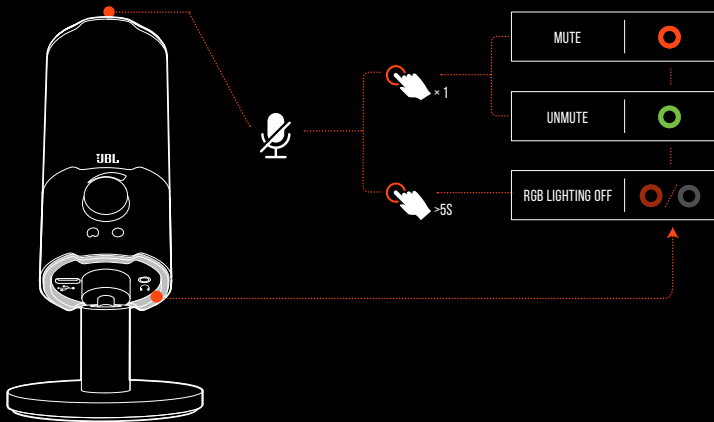 MUTE
× 1
UNMUTE
JBL
RGB LIGHTING OFF
>5S